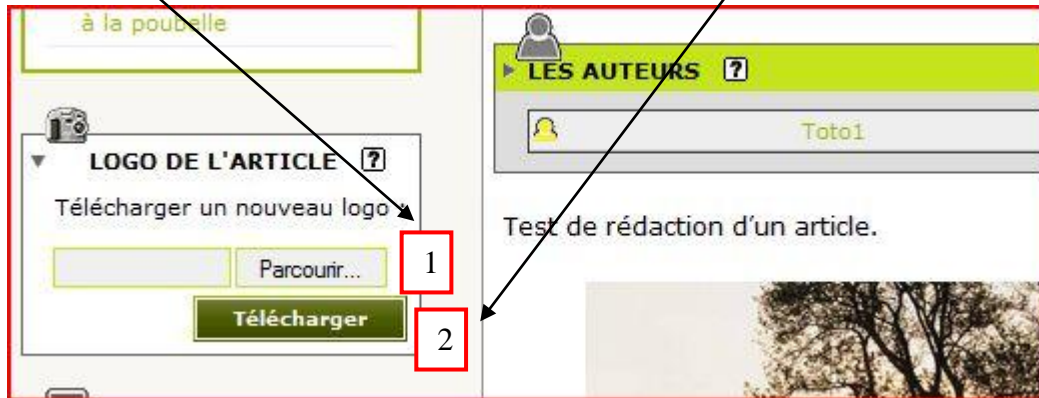 à la poubelle
LOGO DE L'ARTICLE ?
Télécharger un nouveau logo :
Parcourir...
1
Télécharger
2
LES AUTEURS ?
Toto1
Test de rédaction d'un article.